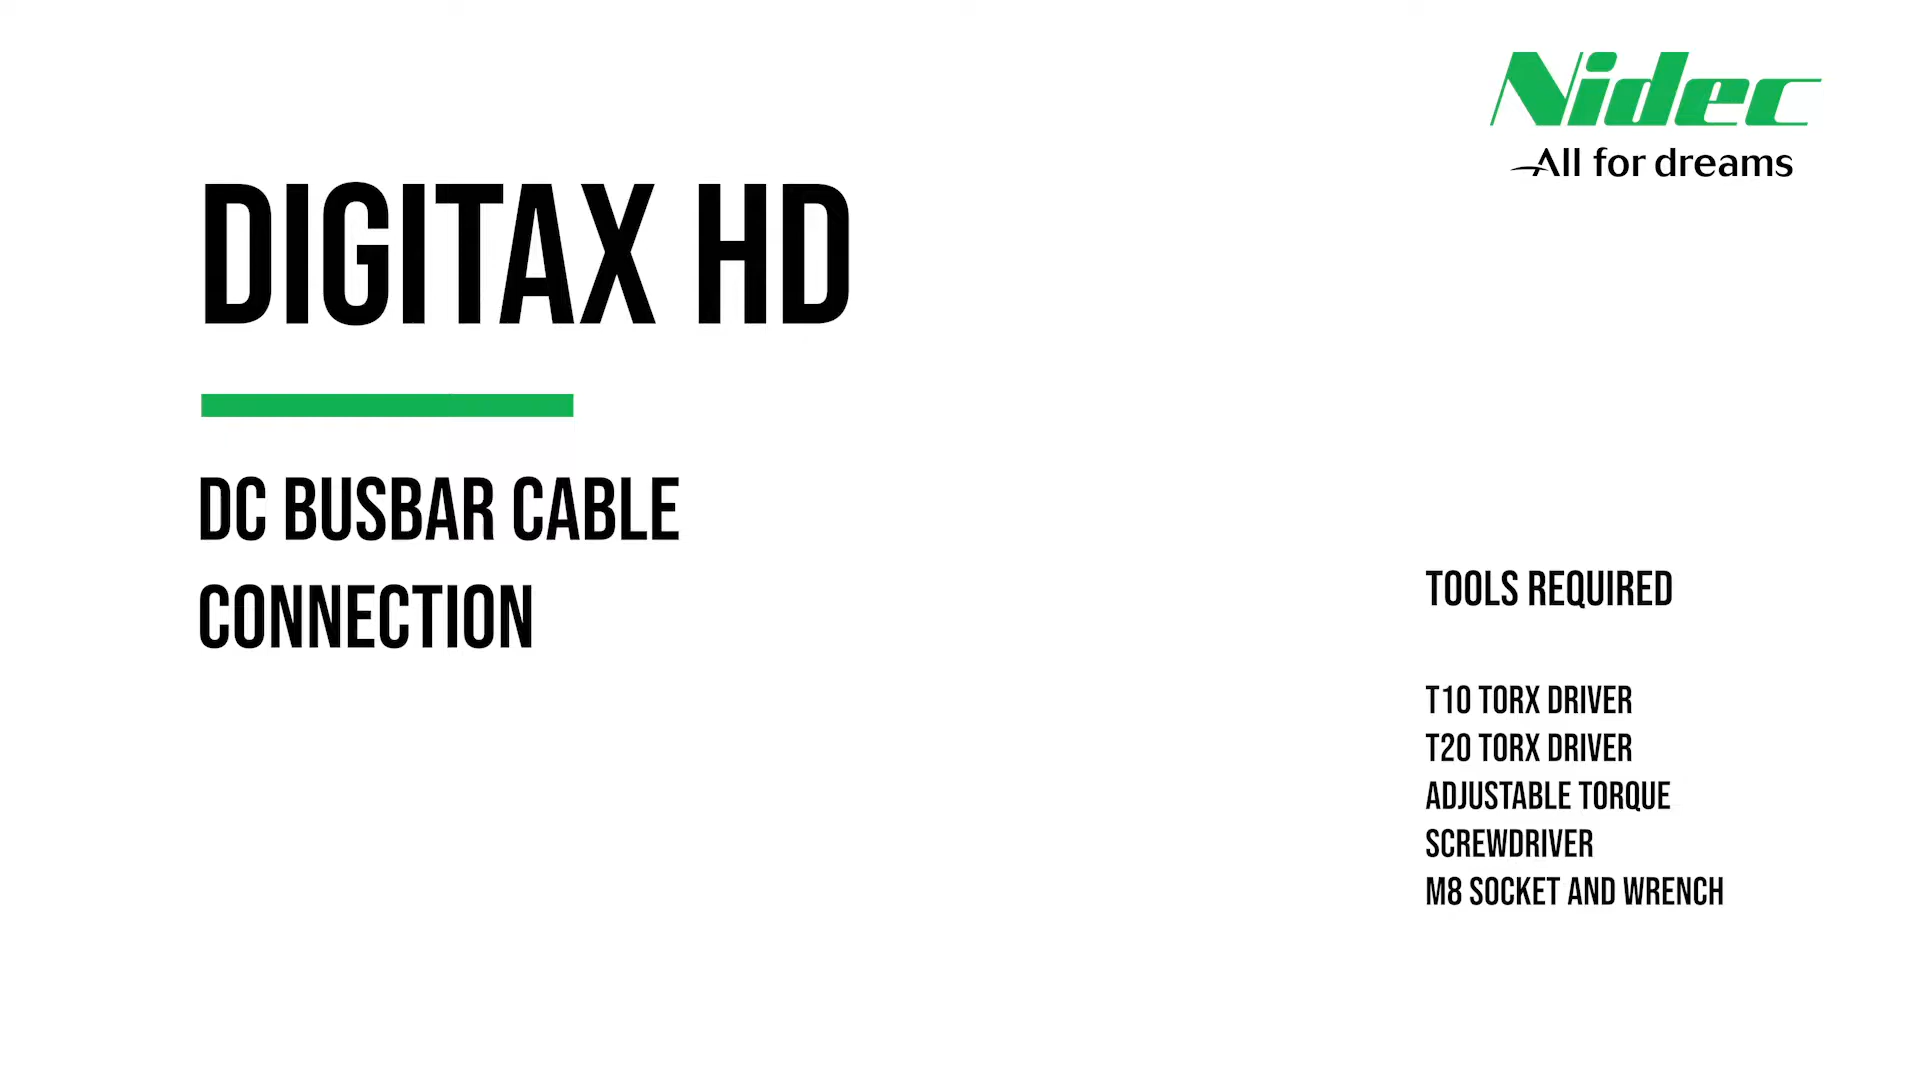 Nidec
All for dreams
DIGITAX HD
DC BUSBAR CABLE
CONNECTION
TOOLS REQUIRED
T10 TORX DRIVER
T20 TORX DRIVER
ADJUSTABLE TORQUE
SCREWDRIVER
M8 SOCKET AND WRENCH